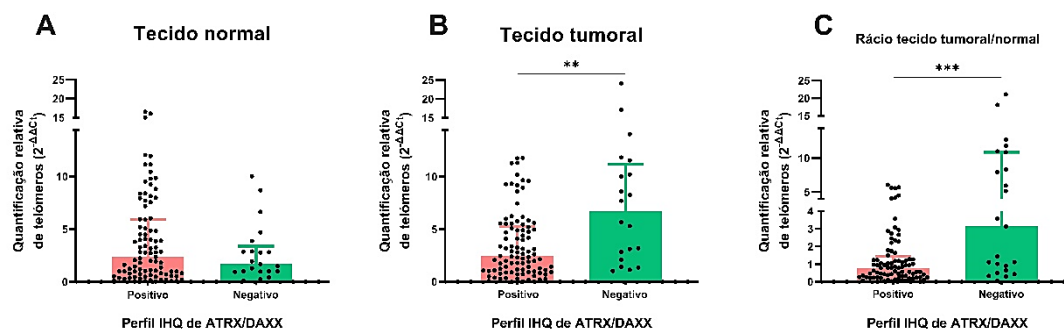 A
Tecido normal
Quantificação relativa
de telómeros (2^-ΔΔCt)
25
20
15
10
5
0
Positivo
Negativo
Perfil IHQ de ATRX/DAXX
B
Tecido tumoral
**
Quantificação relativa
de telómeros (2^-ΔΔCt)
25
20
15
10
5
0
Positivo
Negativo
Perfil IHQ de ATRX/DAXX
C
Rácio tecido tumoral/normal
***
Quantificação relativa
de telómeros (2^-ΔΔCt)
25
20
15
10
5
4
3
2
1
0
Positivo
Negativo
Perfil IHQ de ATRX/DAXX